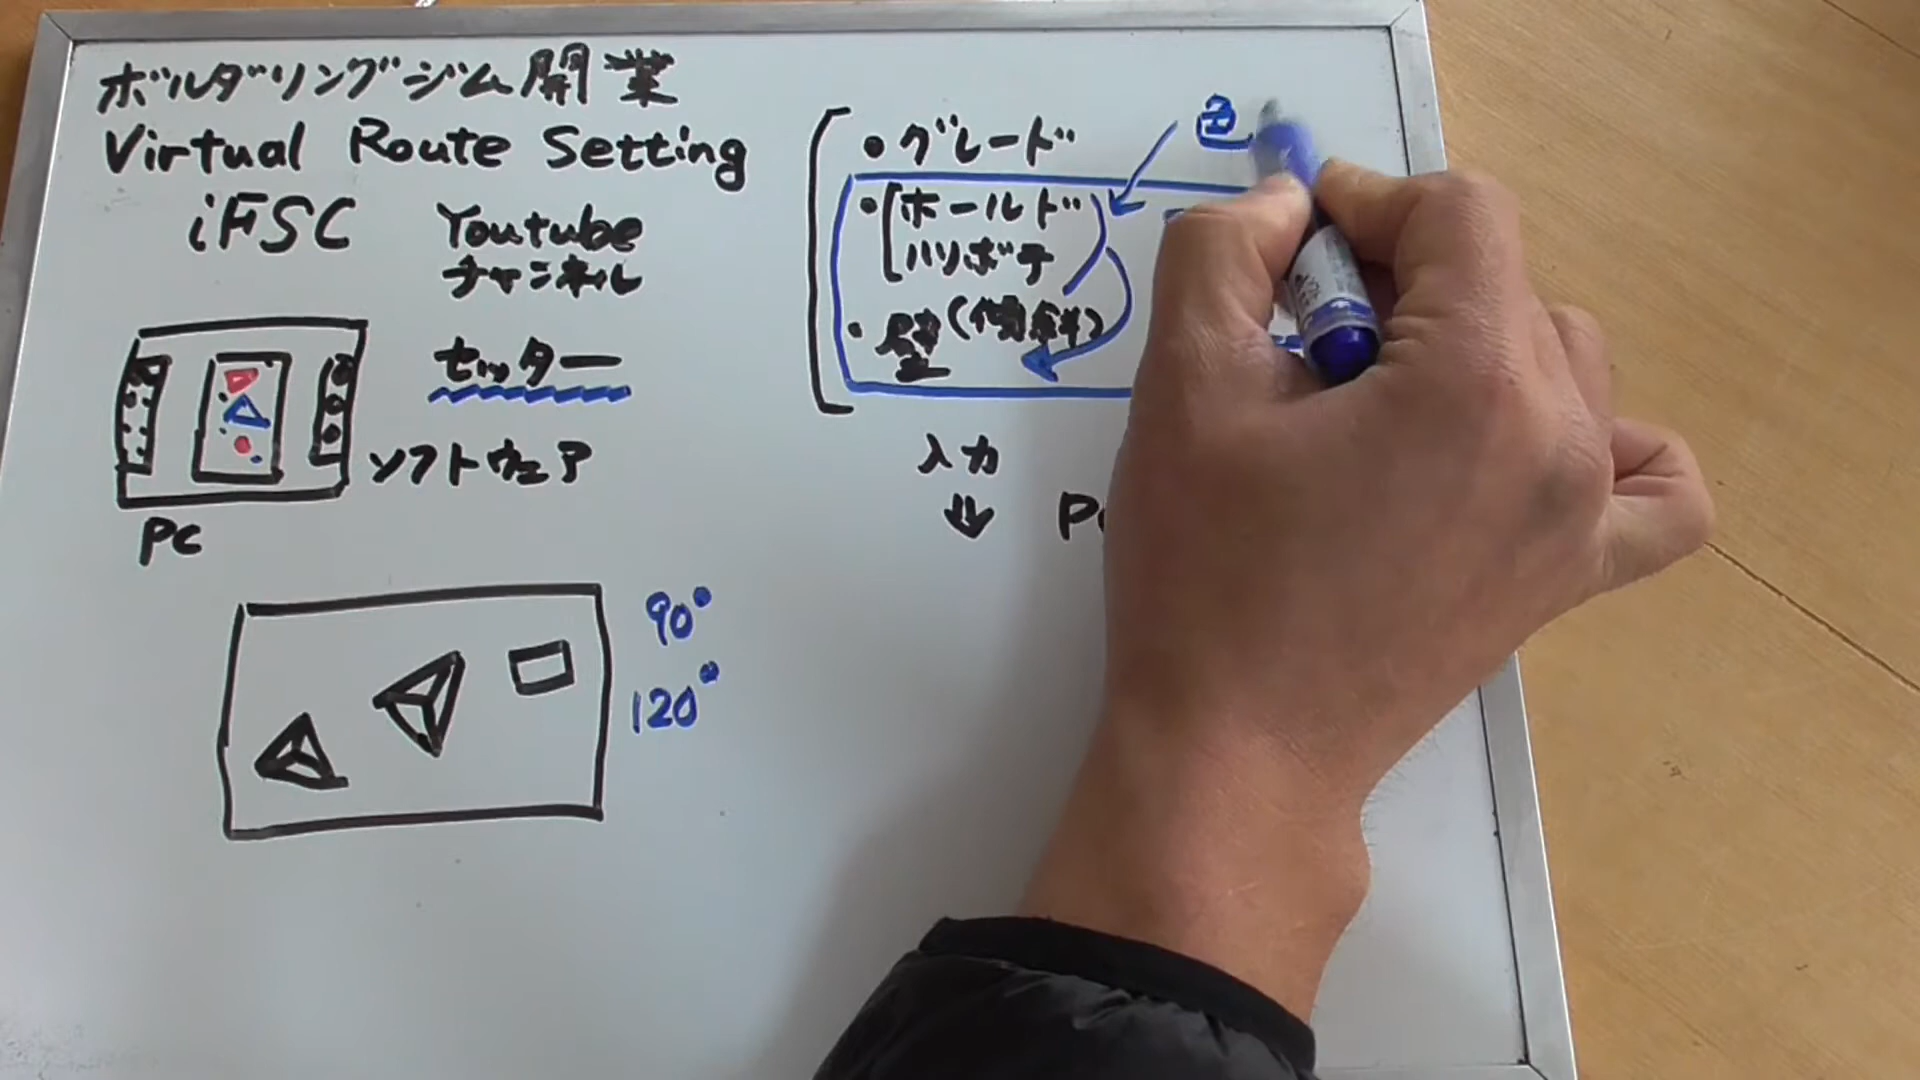 ボルダリングジム開業
Virtual Route Setting
iFSC
Youtube
チャンネル
セッター
ソフトウェア
PC
90°
120°
•グレード
色
•ホールド
ハリボテ
•壁(傾斜)
入力
⇓